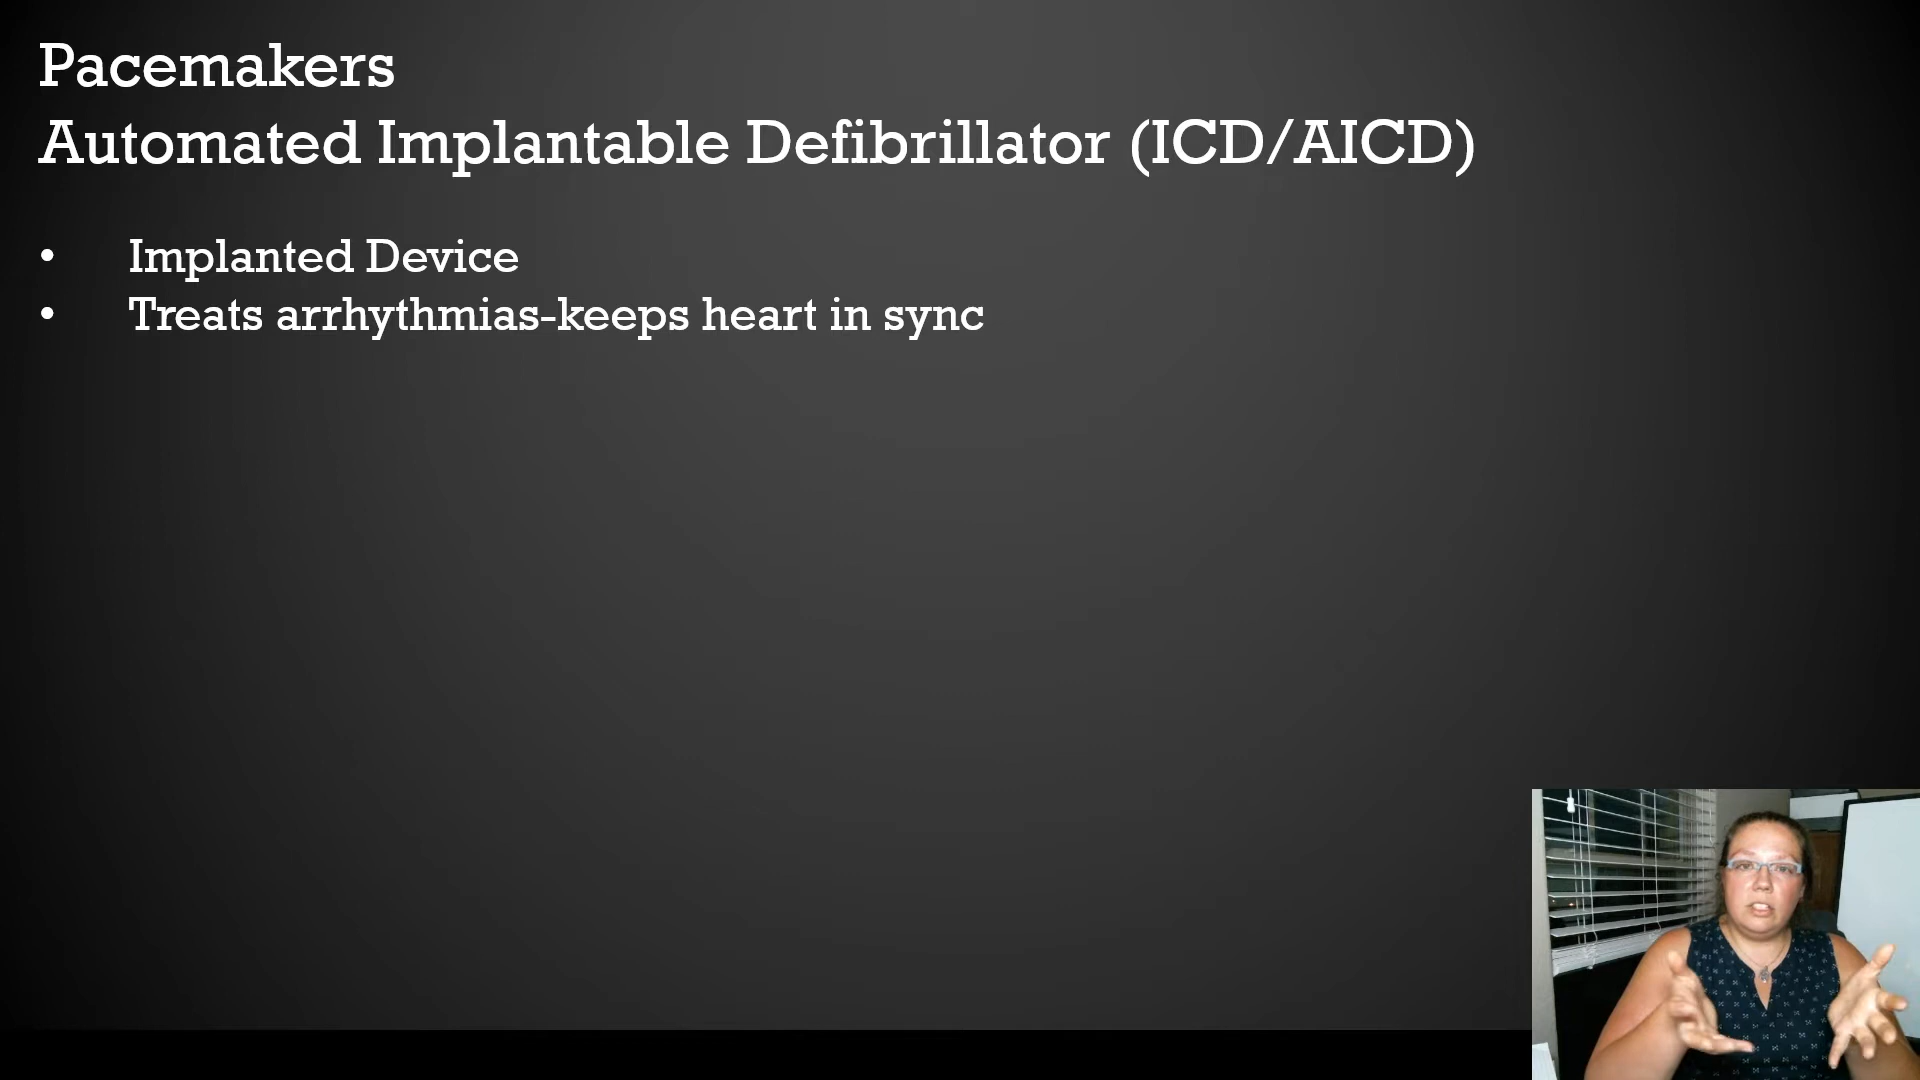 Pacemakers
Automated Implantable Defibrillator (ICD/AICD)
• Implanted Device
• Treats arrhythmias-keeps heart in sync